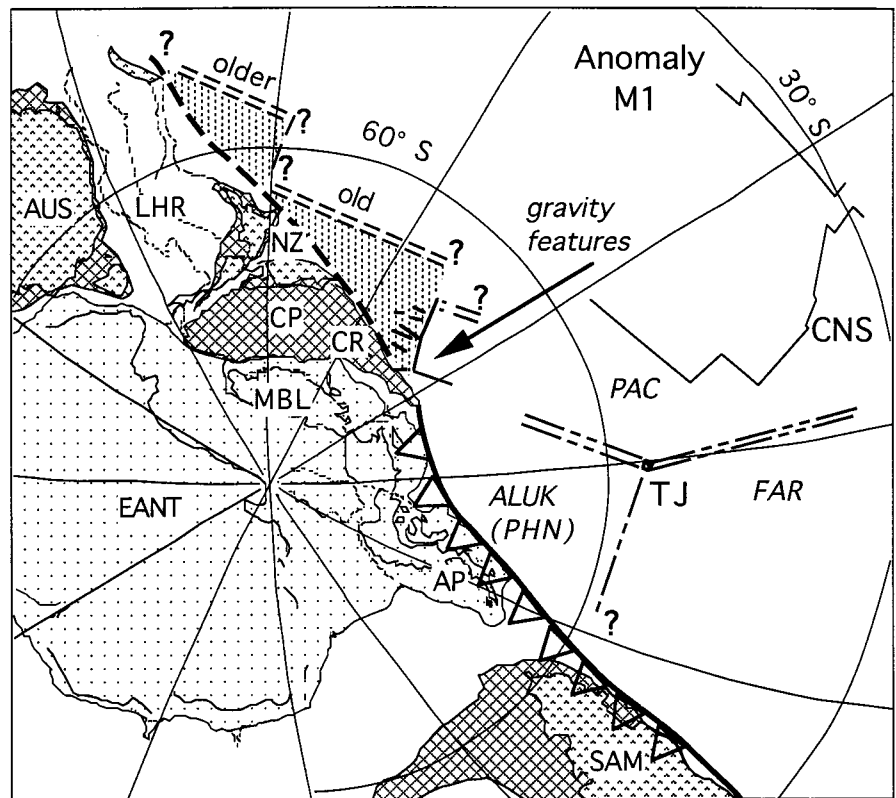 ?
older
?
Anomaly
M1
30° S
60° S
?
old
AUS
LHR
gravity
features
NZ
?
?
CP
CR
CNS
MBL
PAC
EANT
ALUK
(PHN)
TJ
FAR
AP
?
SAM